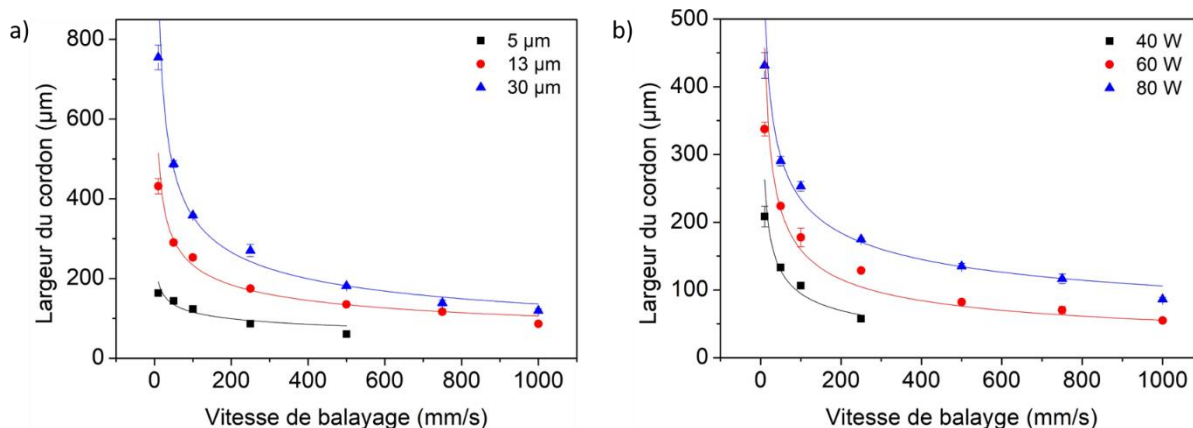 a)
800
600
400
200
0
Largeur du cordon (µm)
5 µm
13 µm
30 µm
0 200 400 600 800 1000
Vitesse de balayage (mm/s)
b)
500
400
300
200
100
0
Largeur du cordon (µm)
40 W
60 W
80 W
0 200 400 600 800 1000
Vitesse de balayge (mm/s)